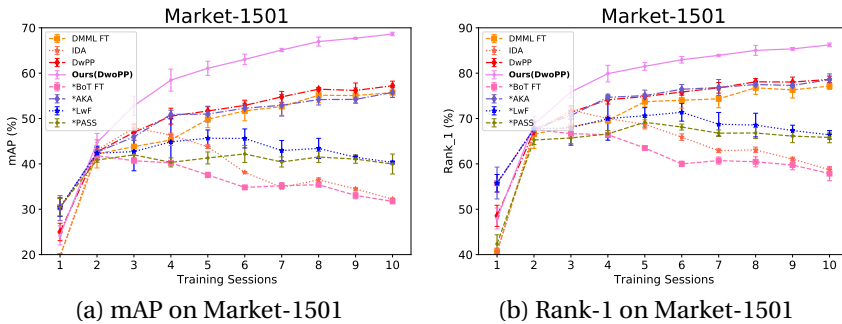 Market-1501
mAP (%)
70
60
50
40
30
20
DMML FT
IDA
DwPP
Ours(DwoPP)
*BoT FT
*AKA
*LwF
*PASS
1 2 3 4 5 6 7 8 9 10
Training Sessions
(a) mAP on Market-1501
Market-1501
Rank_1 (%)
90
80
70
60
50
40
DMML FT
IDA
DwPP
Ours(DwoPP)
*BoT FT
*AKA
*LwF
*PASS
1 2 3 4 5 6 7 8 9 10
Training Sessions
(b) Rank-1 on Market-1501